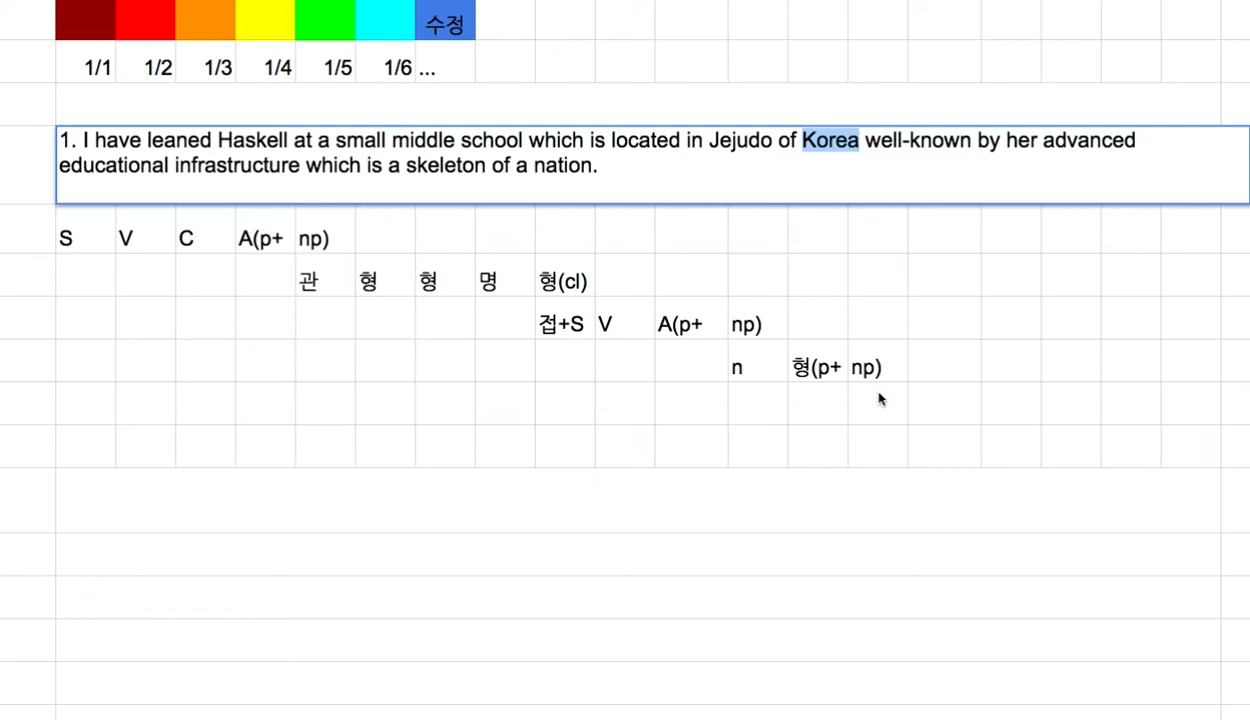 수정
1/1 1/2 1/3 1/4 1/5 1/6 ...
1. I have leaned Haskell at a small middle school which is located in Jejudo of Korea well-known by her advanced
educational infrastructure which is a skeleton of a nation.
S V C A(p+ np)
관 형 형 명 형(cl)
접+S V A(p+ np)
n 형(p+ np)